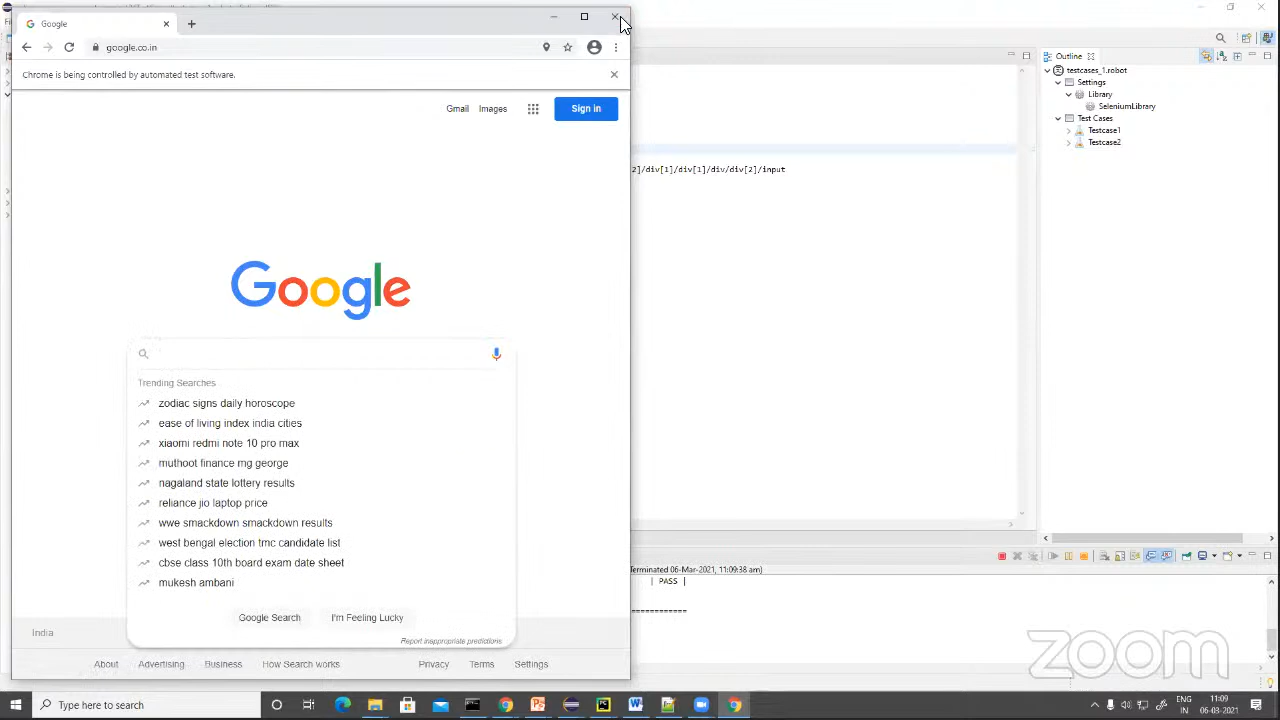 Google
google.co.in
Chrome is being controlled by automated test software.
Gmail Images Sign in
Google
Trending Searches
zodiac signs daily horoscope
ease of living index india cities
xiaomi redmi note 10 pro max
muthoot finance mg george
nagaland state lottery results
reliance jio laptop price
wwe smackdown smackdown results
west bengal election tmc candidate list
cbse class 10th board exam date sheet
mukesh ambani
Google Search I'm Feeling Lucky
Report inappropriate predictions
India
About Advertising Business How Search works Privacy Terms Settings
2]/div[1]/div[1]/div/div[2]/input
Outline
testcases_1.robot
Settings
Library
SeleniumLibrary
Test Cases
Testcase1
Testcase2
Terminated 06-Mar-2021, 11:09:38 am)
| PASS |
============
zoom
Type here to search
ENG
IN
11:09
06-03-2021